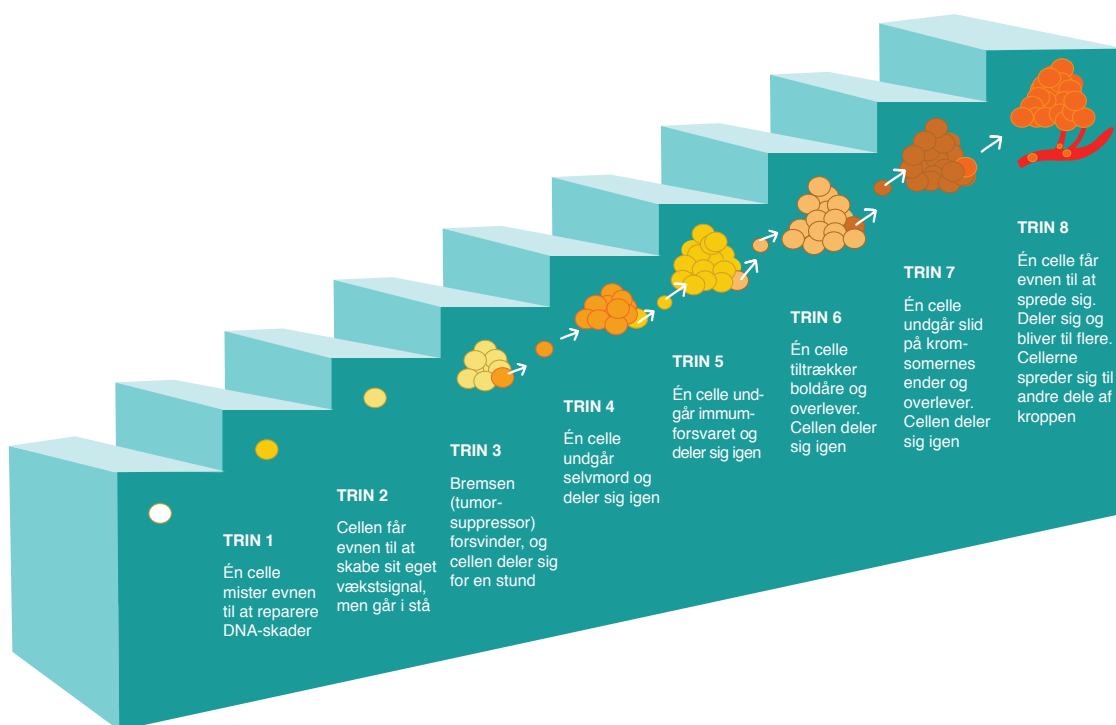 TRIN 1
Én celle
mister evnen
til at reparere
DNA-skader
TRIN 2
Cellen får
evnen til at
skabe sit eget
vækstsignal,
men går i stå
TRIN 3
Bremsen
(tumor-
suppressor)
forsvinder, og
cellen deler sig
for en stund
TRIN 4
Én celle
undgår
selvmord og
deler sig igen
TRIN 5
Én celle und-
går immum-
forsvaret og
deler sig igen
TRIN 6
Én celle
tiltrækker
boldåre og
overlever.
Cellen deler
sig igen
TRIN 7
Én celle
undgår slid
på krom-
somernes
ender og
overlever.
Cellen deler
sig igen
TRIN 8
Én celle får
evnen til at
sprede sig.
Deler sig og
bliver til flere.
Cellerne
spreder sig til
andre dele af
kroppen